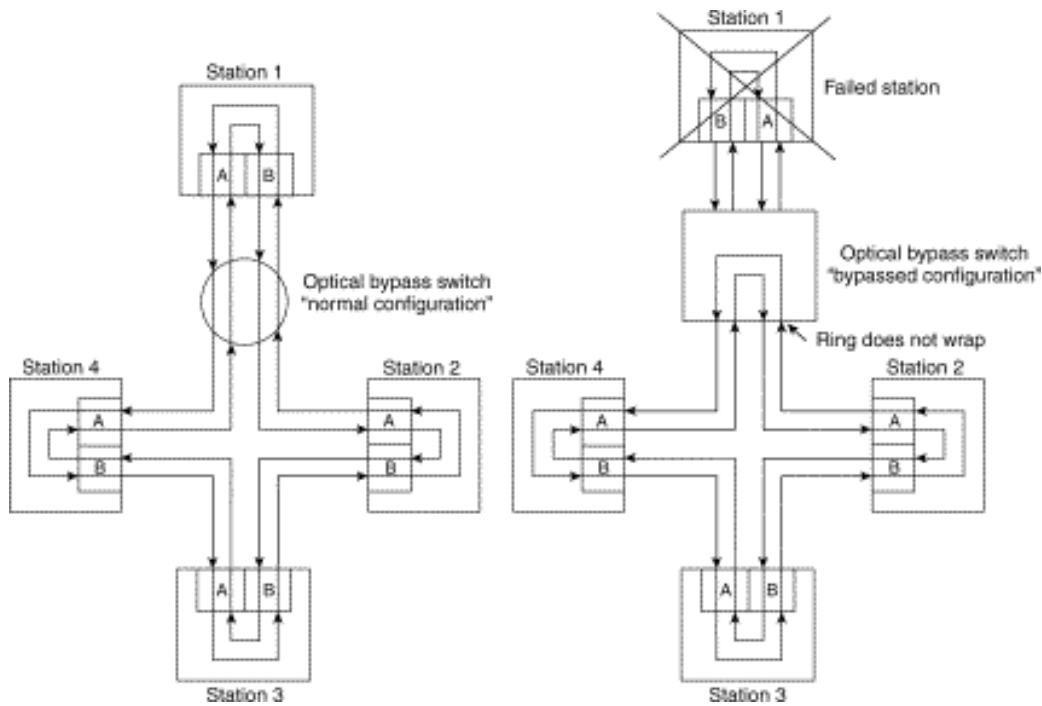 Station 1
A B
Optical bypass switch
“normal configuration”
Station 4
A
B
Station 2
A
B
A B
Station 3
Station 1
Failed station
B A
Optical bypass switch
“bypassed configuration”
Ring does not wrap
Station 4
A
B
Station 2
A
B
A B
Station 3